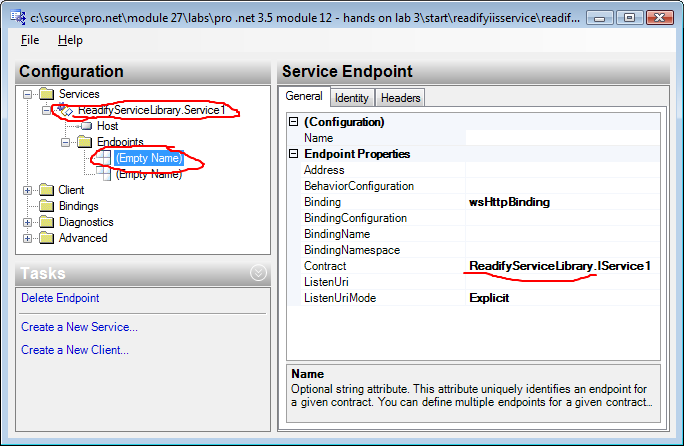 c:\source\pro.net\module 27\labs\pro .net 3.5 module 12 - hands on lab 3\start\readifyiisservice\readif...
File Help
Configuration
Services
ReadifyServiceLibrary.Service1
Host
Endpoints
(Empty Name)
(Empty Name)
Client
Bindings
Diagnostics
Advanced
Tasks
Delete Endpoint
Create a New Service...
Create a New Client...
Service Endpoint
General Identity Headers
(Configuration)
Name
Endpoint Properties
Address
BehaviorConfiguration
Binding wsHttpBinding
BindingConfiguration
BindingName
BindingNamespace
Contract ReadifyServiceLibrary.IService1
ListenUri
ListenUriMode Explicit
Name
Optional string attribute. This attribute uniquely identifies an endpoint for
a given contract. You can define multiple endpoints for a given contract...